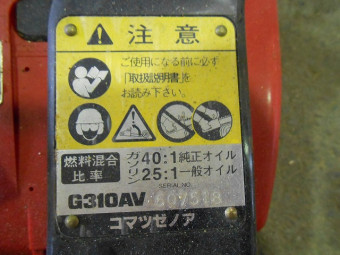 注意
ご使用になる前に必ず
「取扱説明書」を
お読み下さい。
燃料混合比率
ガソリン 40:1 純正オイル
25:1 一般オイル
SERIAL NO.
G310AV
コマツゼノア